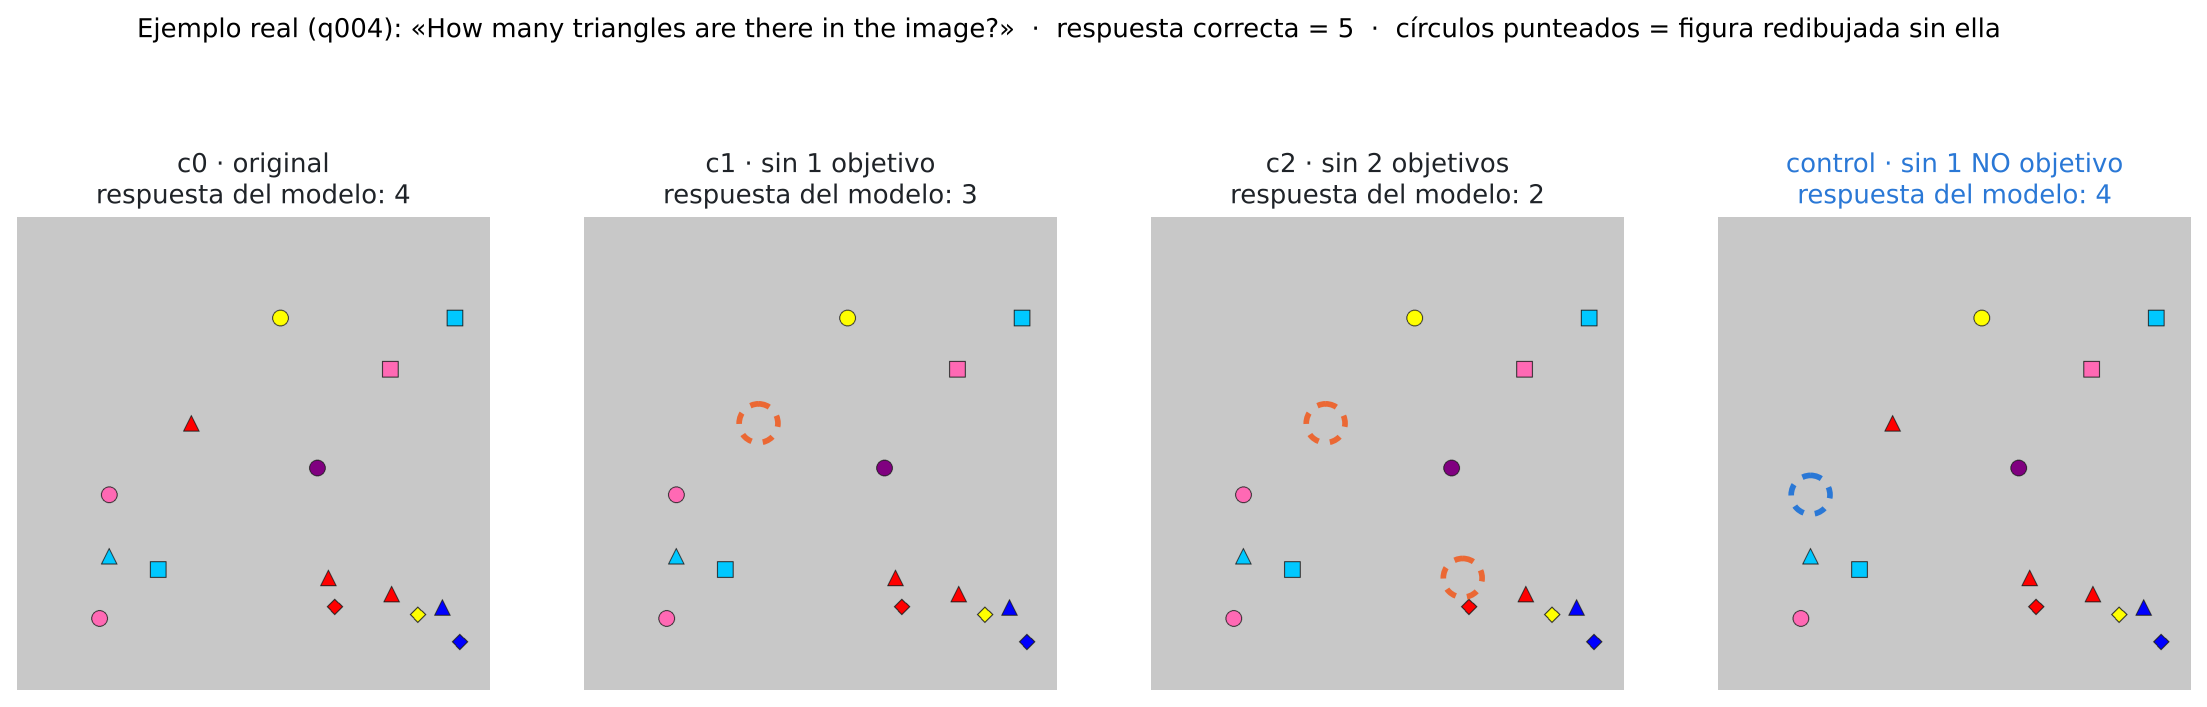 Ejemplo real (q004): «How many triangles are there in the image?» · respuesta correcta = 5 · círculos punteados = figura redibujada sin ella
c0 · original
respuesta del modelo: 4
c1 · sin 1 objetivo
respuesta del modelo: 3
c2 · sin 2 objetivos
respuesta del modelo: 2
control · sin 1 NO objetivo
respuesta del modelo: 4